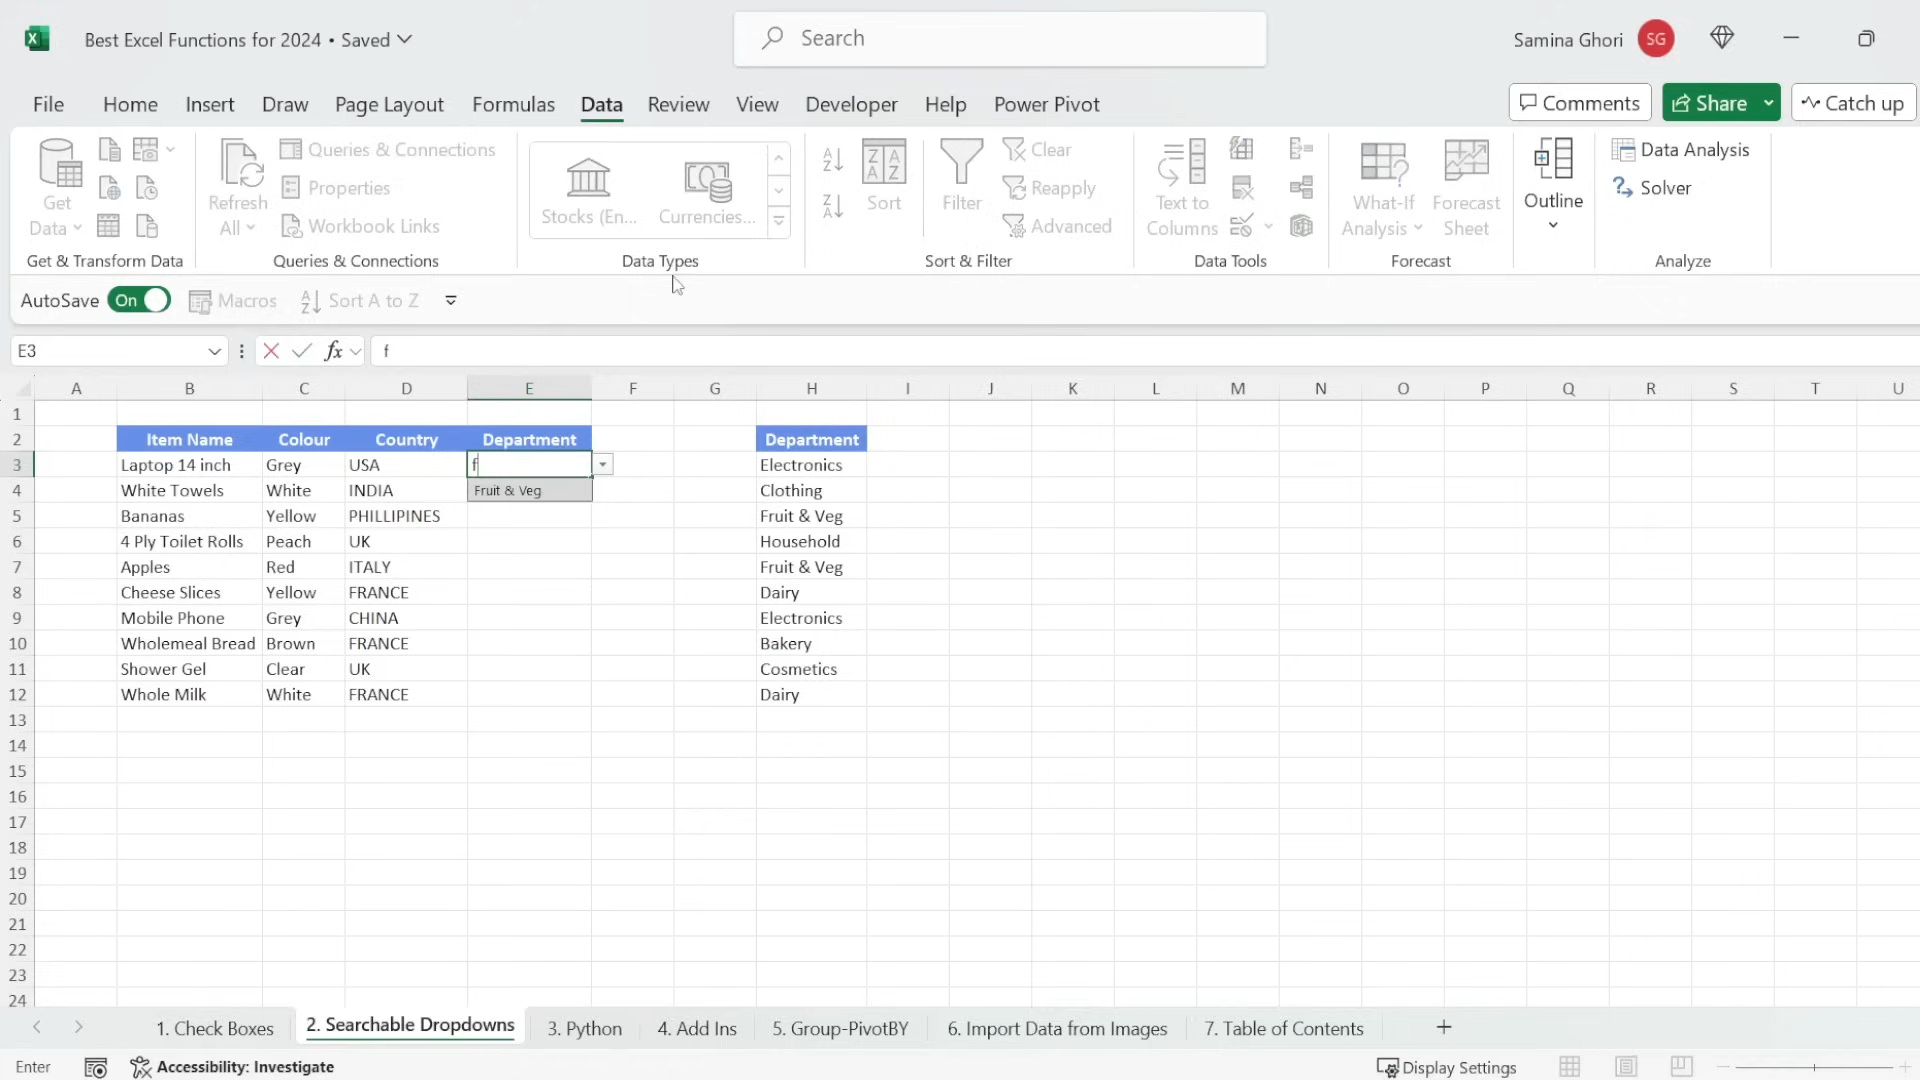 Best Excel Functions for 2024 • Saved
Search
Samina Ghori SG
File Home Insert Draw Page Layout Formulas Data Review View Developer Help Power Pivot
Comments Share Catch up
Get Data
Refresh All
Queries & Connections
Properties
Workbook Links
Stocks (En... Currencies...
Sort
Filter
Clear
Reapply
Advanced
Text to Columns
What-If Analysis
Forecast Sheet
Outline
Data Analysis
Solver
Get & Transform Data Queries & Connections Data Types Sort & Filter Data Tools Forecast Analyze
AutoSave On Macros Sort A to Z
E3 fx f
A B C D E F G H I J K L M N O P Q R S T U
1
2 Item Name Colour Country Department Department
3 Laptop 14 inch Grey USA f Electronics
4 White Towels White INDIA Fruit & Veg Clothing
5 Bananas Yellow PHILLIPINES Fruit & Veg
6 4 Ply Toilet Rolls Peach UK Household
7 Apples Red ITALY Fruit & Veg
8 Cheese Slices Yellow FRANCE Dairy
9 Mobile Phone Grey CHINA Electronics
10 Wholemeal Bread Brown FRANCE Bakery
11 Shower Gel Clear UK Cosmetics
12 Whole Milk White FRANCE Dairy
13
14
15
16
17
18
19
20
21
22
23
24
1. Check Boxes 2. Searchable Dropdowns 3. Python 4. Add Ins 5. Group-PivotBY 6. Import Data from Images 7. Table of Contents
Enter Accessibility: Investigate Display Settings